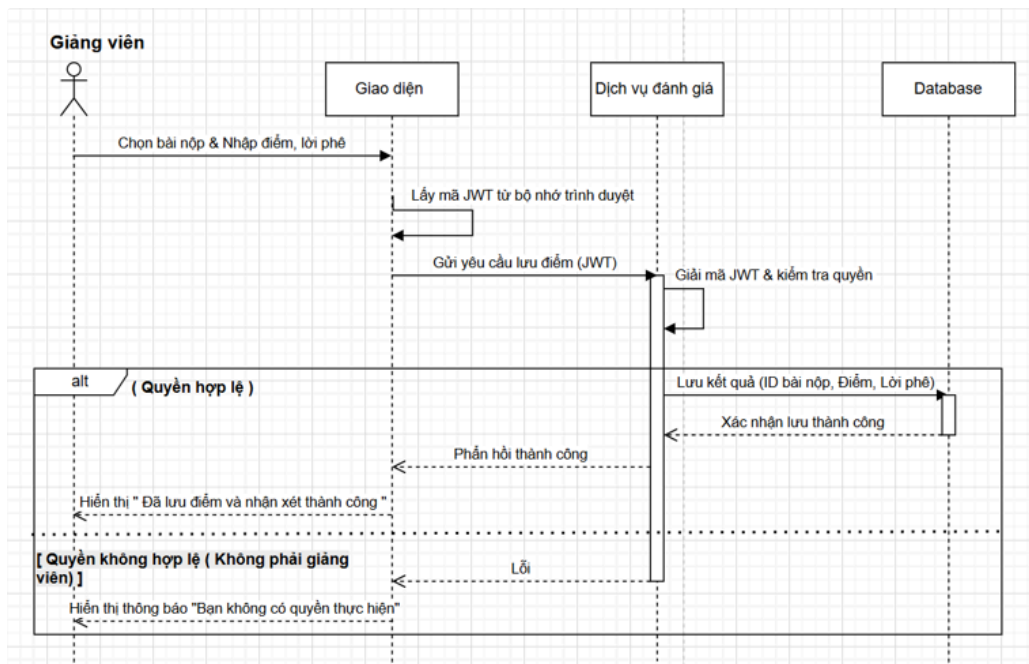 Giảng viên
Giao diện
Dịch vụ đánh giá
Database
Chọn bài nộp & Nhập điểm, lời phê
Lấy mã JWT từ bộ nhớ trình duyệt
Gửi yêu cầu lưu điểm (JWT)
Giải mã JWT & kiểm tra quyền
alt
( Quyền hợp lệ )
Lưu kết quả (ID bài nộp, Điểm, Lời phê)
Xác nhận lưu thành công
Phản hồi thành công
Hiển thị " Đã lưu điểm và nhận xét thành công "
[ Quyền không hợp lệ ( Không phải giảng
viên) ]
Lỗi
Hiển thị thông báo "Bạn không có quyền thực hiện"